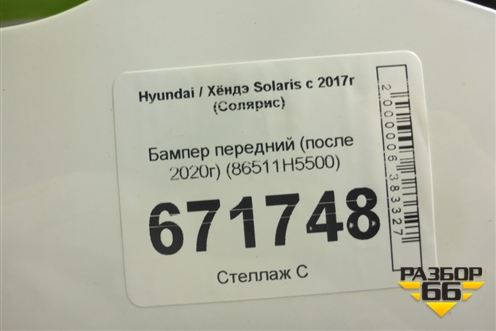 Hyundai / Хёндэ Solaris с 2017г
(Солярис)
Бампер передний (после
2020г) (86511H5500)
671748
Стеллаж С
2000006383327
РАЗБОР
66